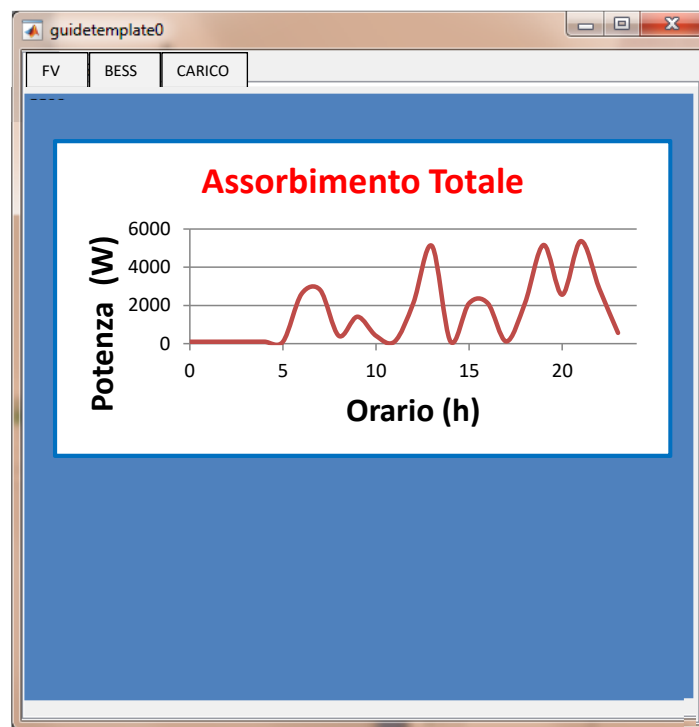 guidetemplate0
FV
BESS
CARICO
Assorbimento Totale
Potenza (W)
6000
4000
2000
0
0
5
10
15
20
Orario (h)